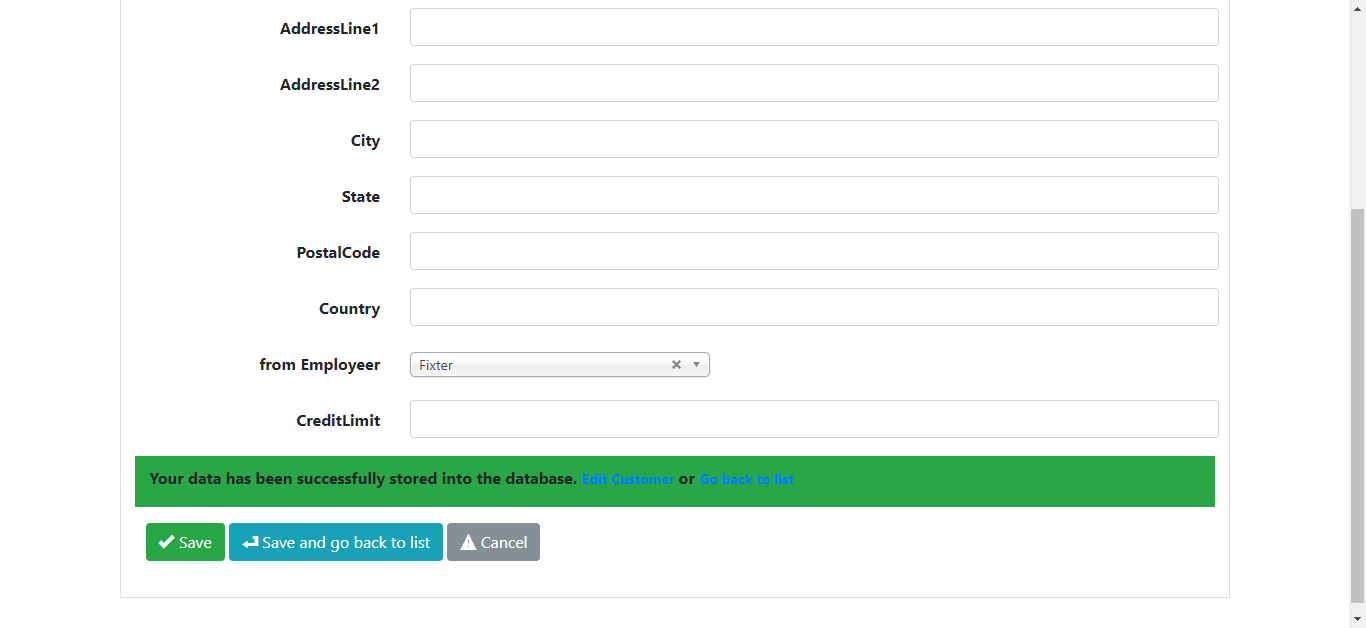 AddressLine1
AddressLine2
City
State
PostalCode
Country
from Employeer
Fixter
CreditLimit
Your data has been successfully stored into the database. Edit Customer or Go back to list
Save
Save and go back to list
Cancel